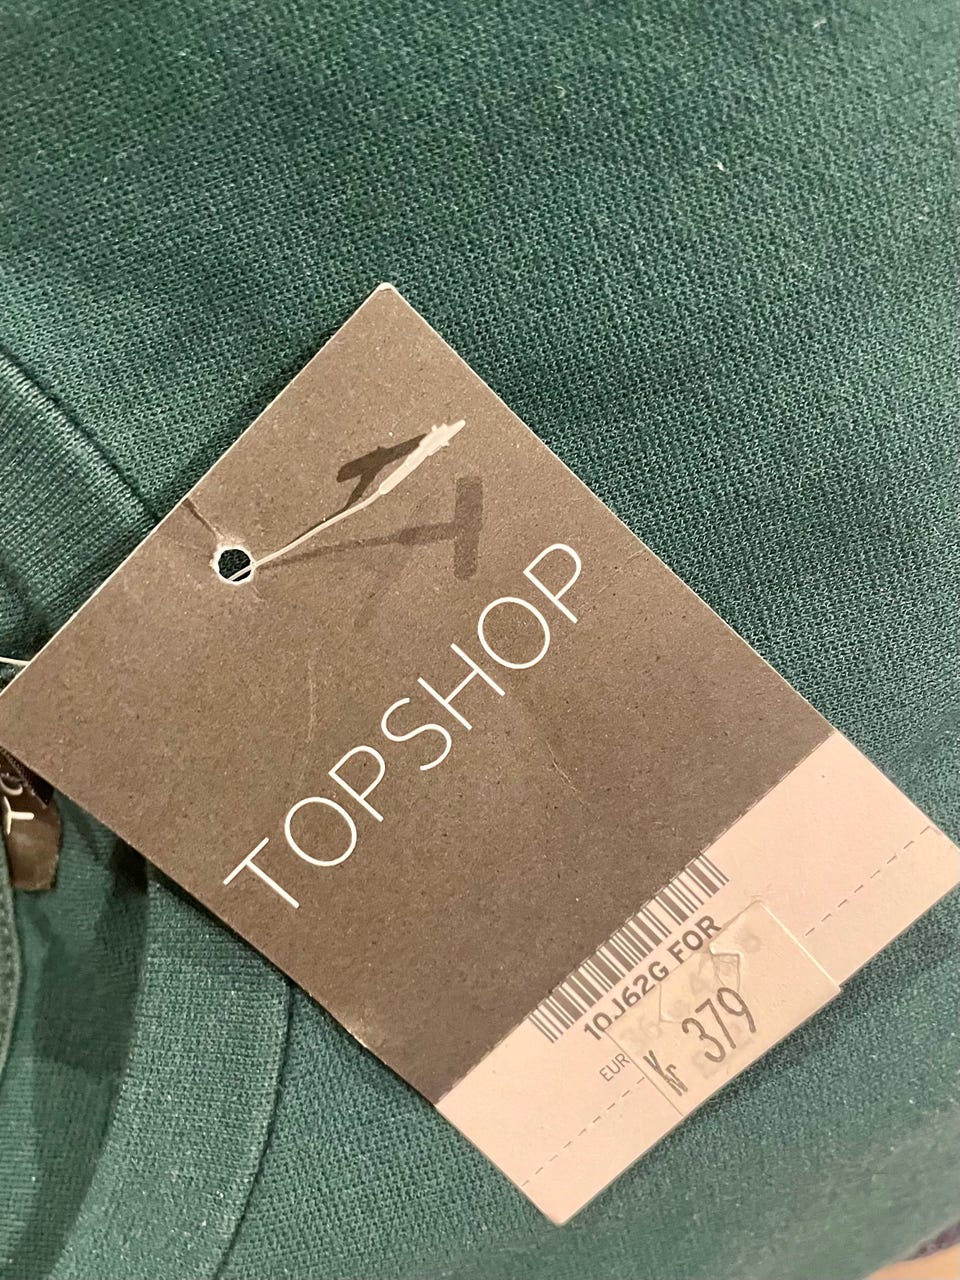 TOPSHOP
10J62G FOR
EUR
kr 379